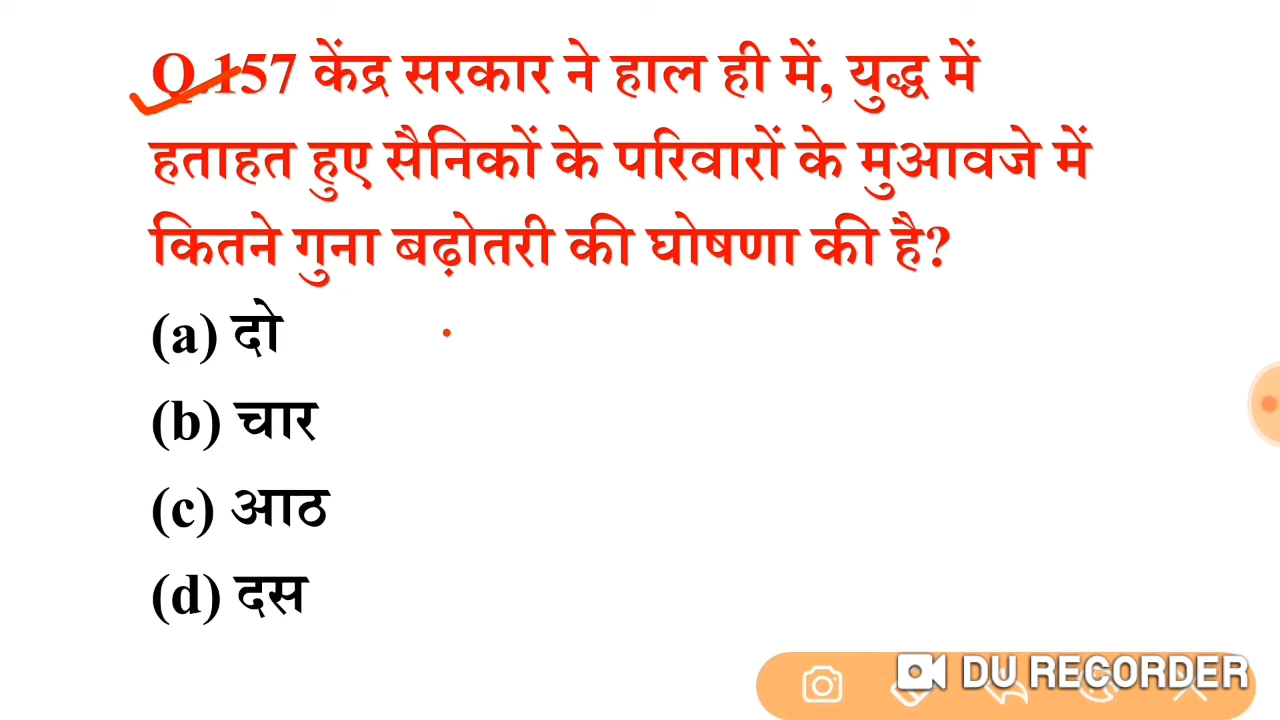 Q.157 केंद्र सरकार ने हाल ही में, युद्ध में
हताहत हुए सैनिकों के परिवारों के मुआवजे में
कितने गुना बढ़ोतरी की घोषणा की है?
(a) दो
(b) चार
(c) आठ
(d) दस
DU RECORDER